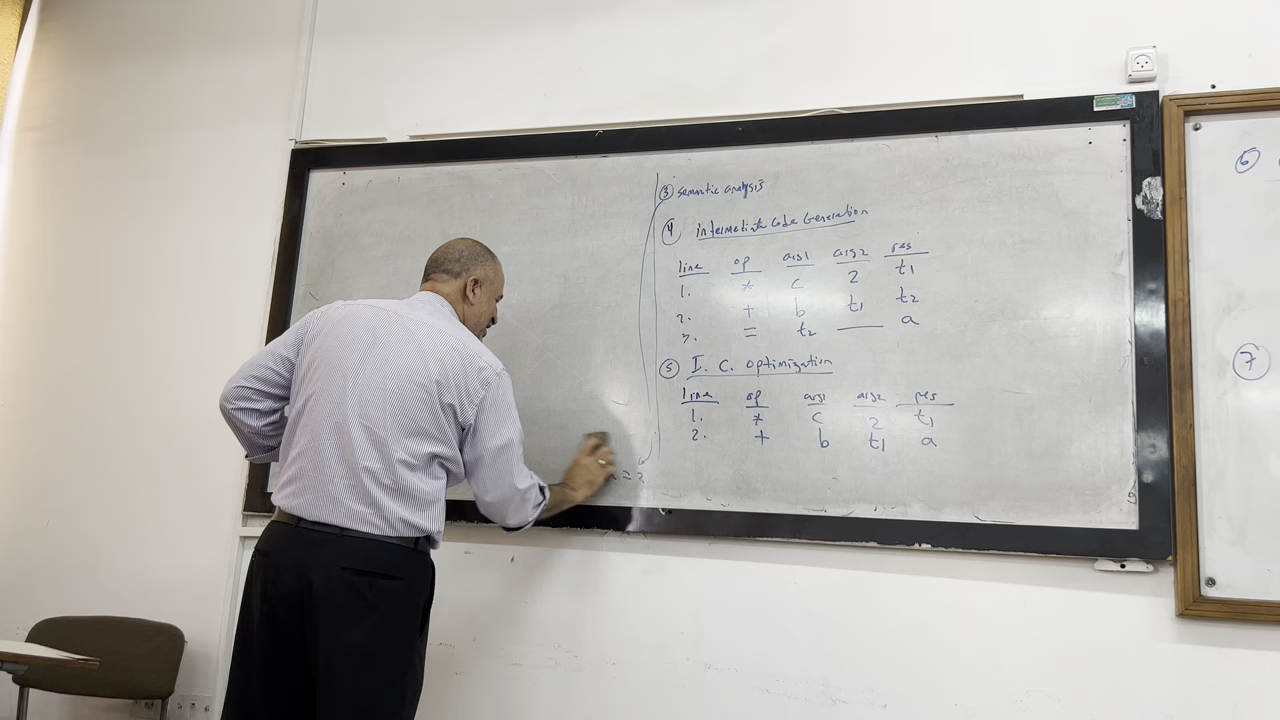 ③ semantic analysis
④ intermediate code Generation
line op arg1 arg2 res
1. * c 2 t1
2. + b t1 t2
3. = t2 — a
⑤ I. C. optimization
line op arg1 arg2 res
1. * c 2 t1
2. + b t1 a
= 2
⑥
⑦